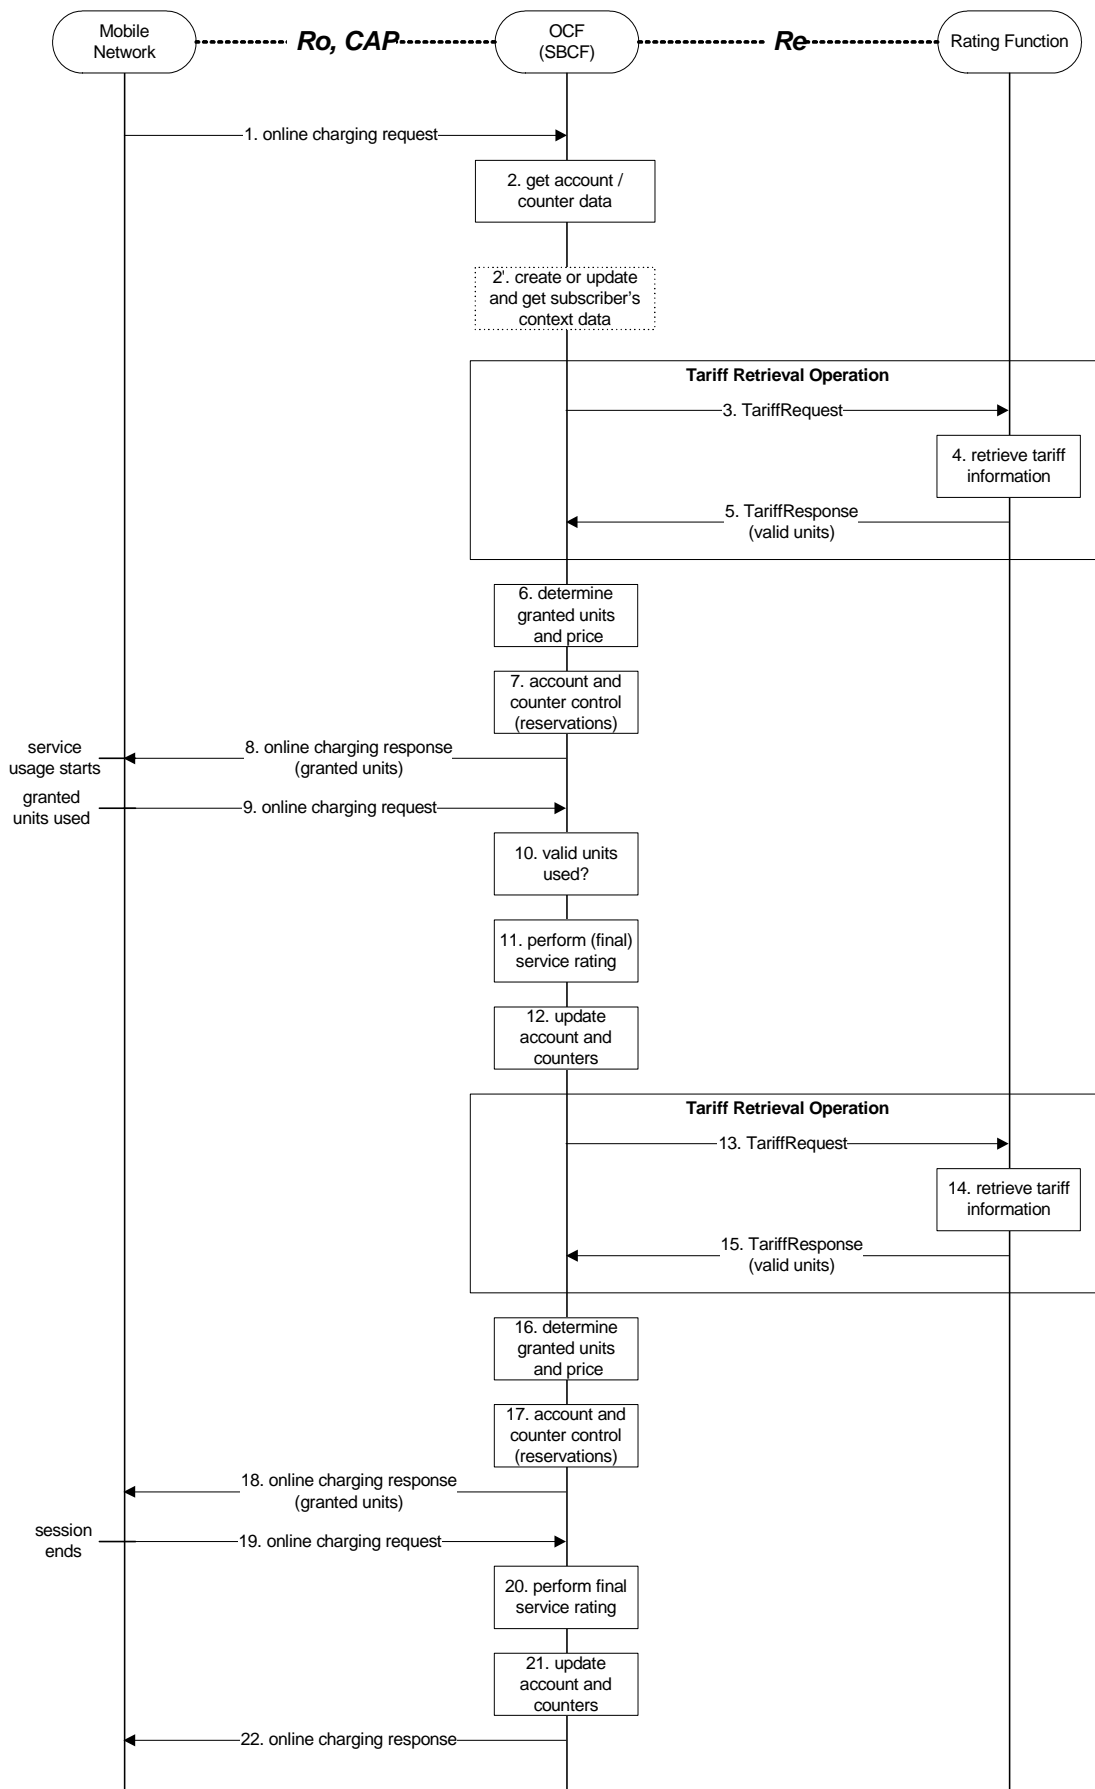 Mobile
Network
Ro, CAP
OCF
(SBCF)
Re
Rating Function
1. online charging request
2. get account /
counter data
2'. create or update
and get subscriber's
context data
Tariff Retrieval Operation
3. TariffRequest
4. retrieve tariff
information
5. TariffResponse
(valid units)
6. determine
granted units
and price
7. account and
counter control
(reservations)
service
usage starts
8. online charging response
(granted units)
granted
units used
9. online charging request
10. valid units
used?
11. perform (final)
service rating
12. update
account and
counters
Tariff Retrieval Operation
13. TariffRequest
14. retrieve tariff
information
15. TariffResponse
(valid units)
16. determine
granted units
and price
17. account and
counter control
(reservations)
18. online charging response
(granted units)
session
ends
19. online charging request
20. perform final
service rating
21. update
account and
counters
22. online charging response